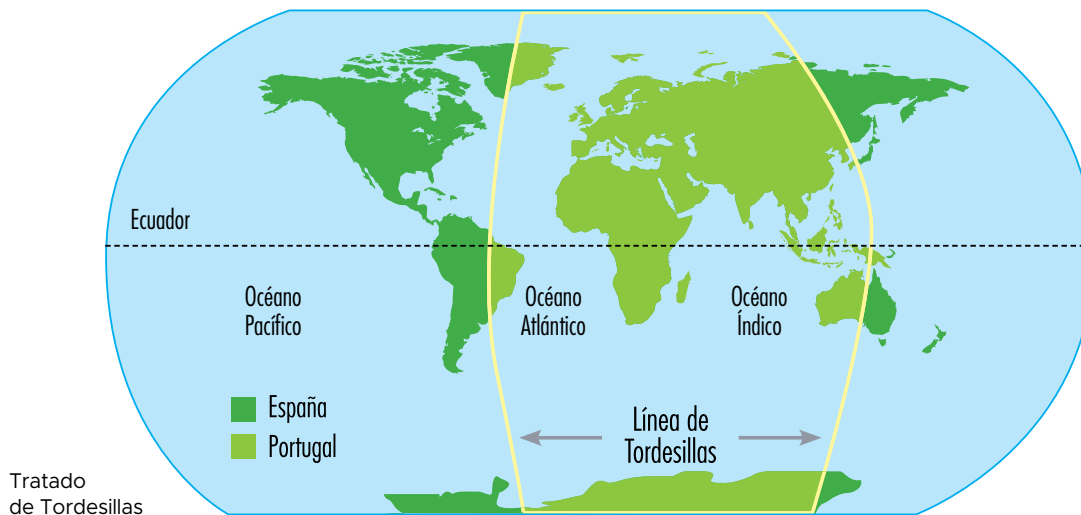 Ecuador
Océano
Pacífico
Océano
Atlántico
Océano
Índico
España
Portugal
Línea de
Tordesillas
Tratado
de Tordesillas